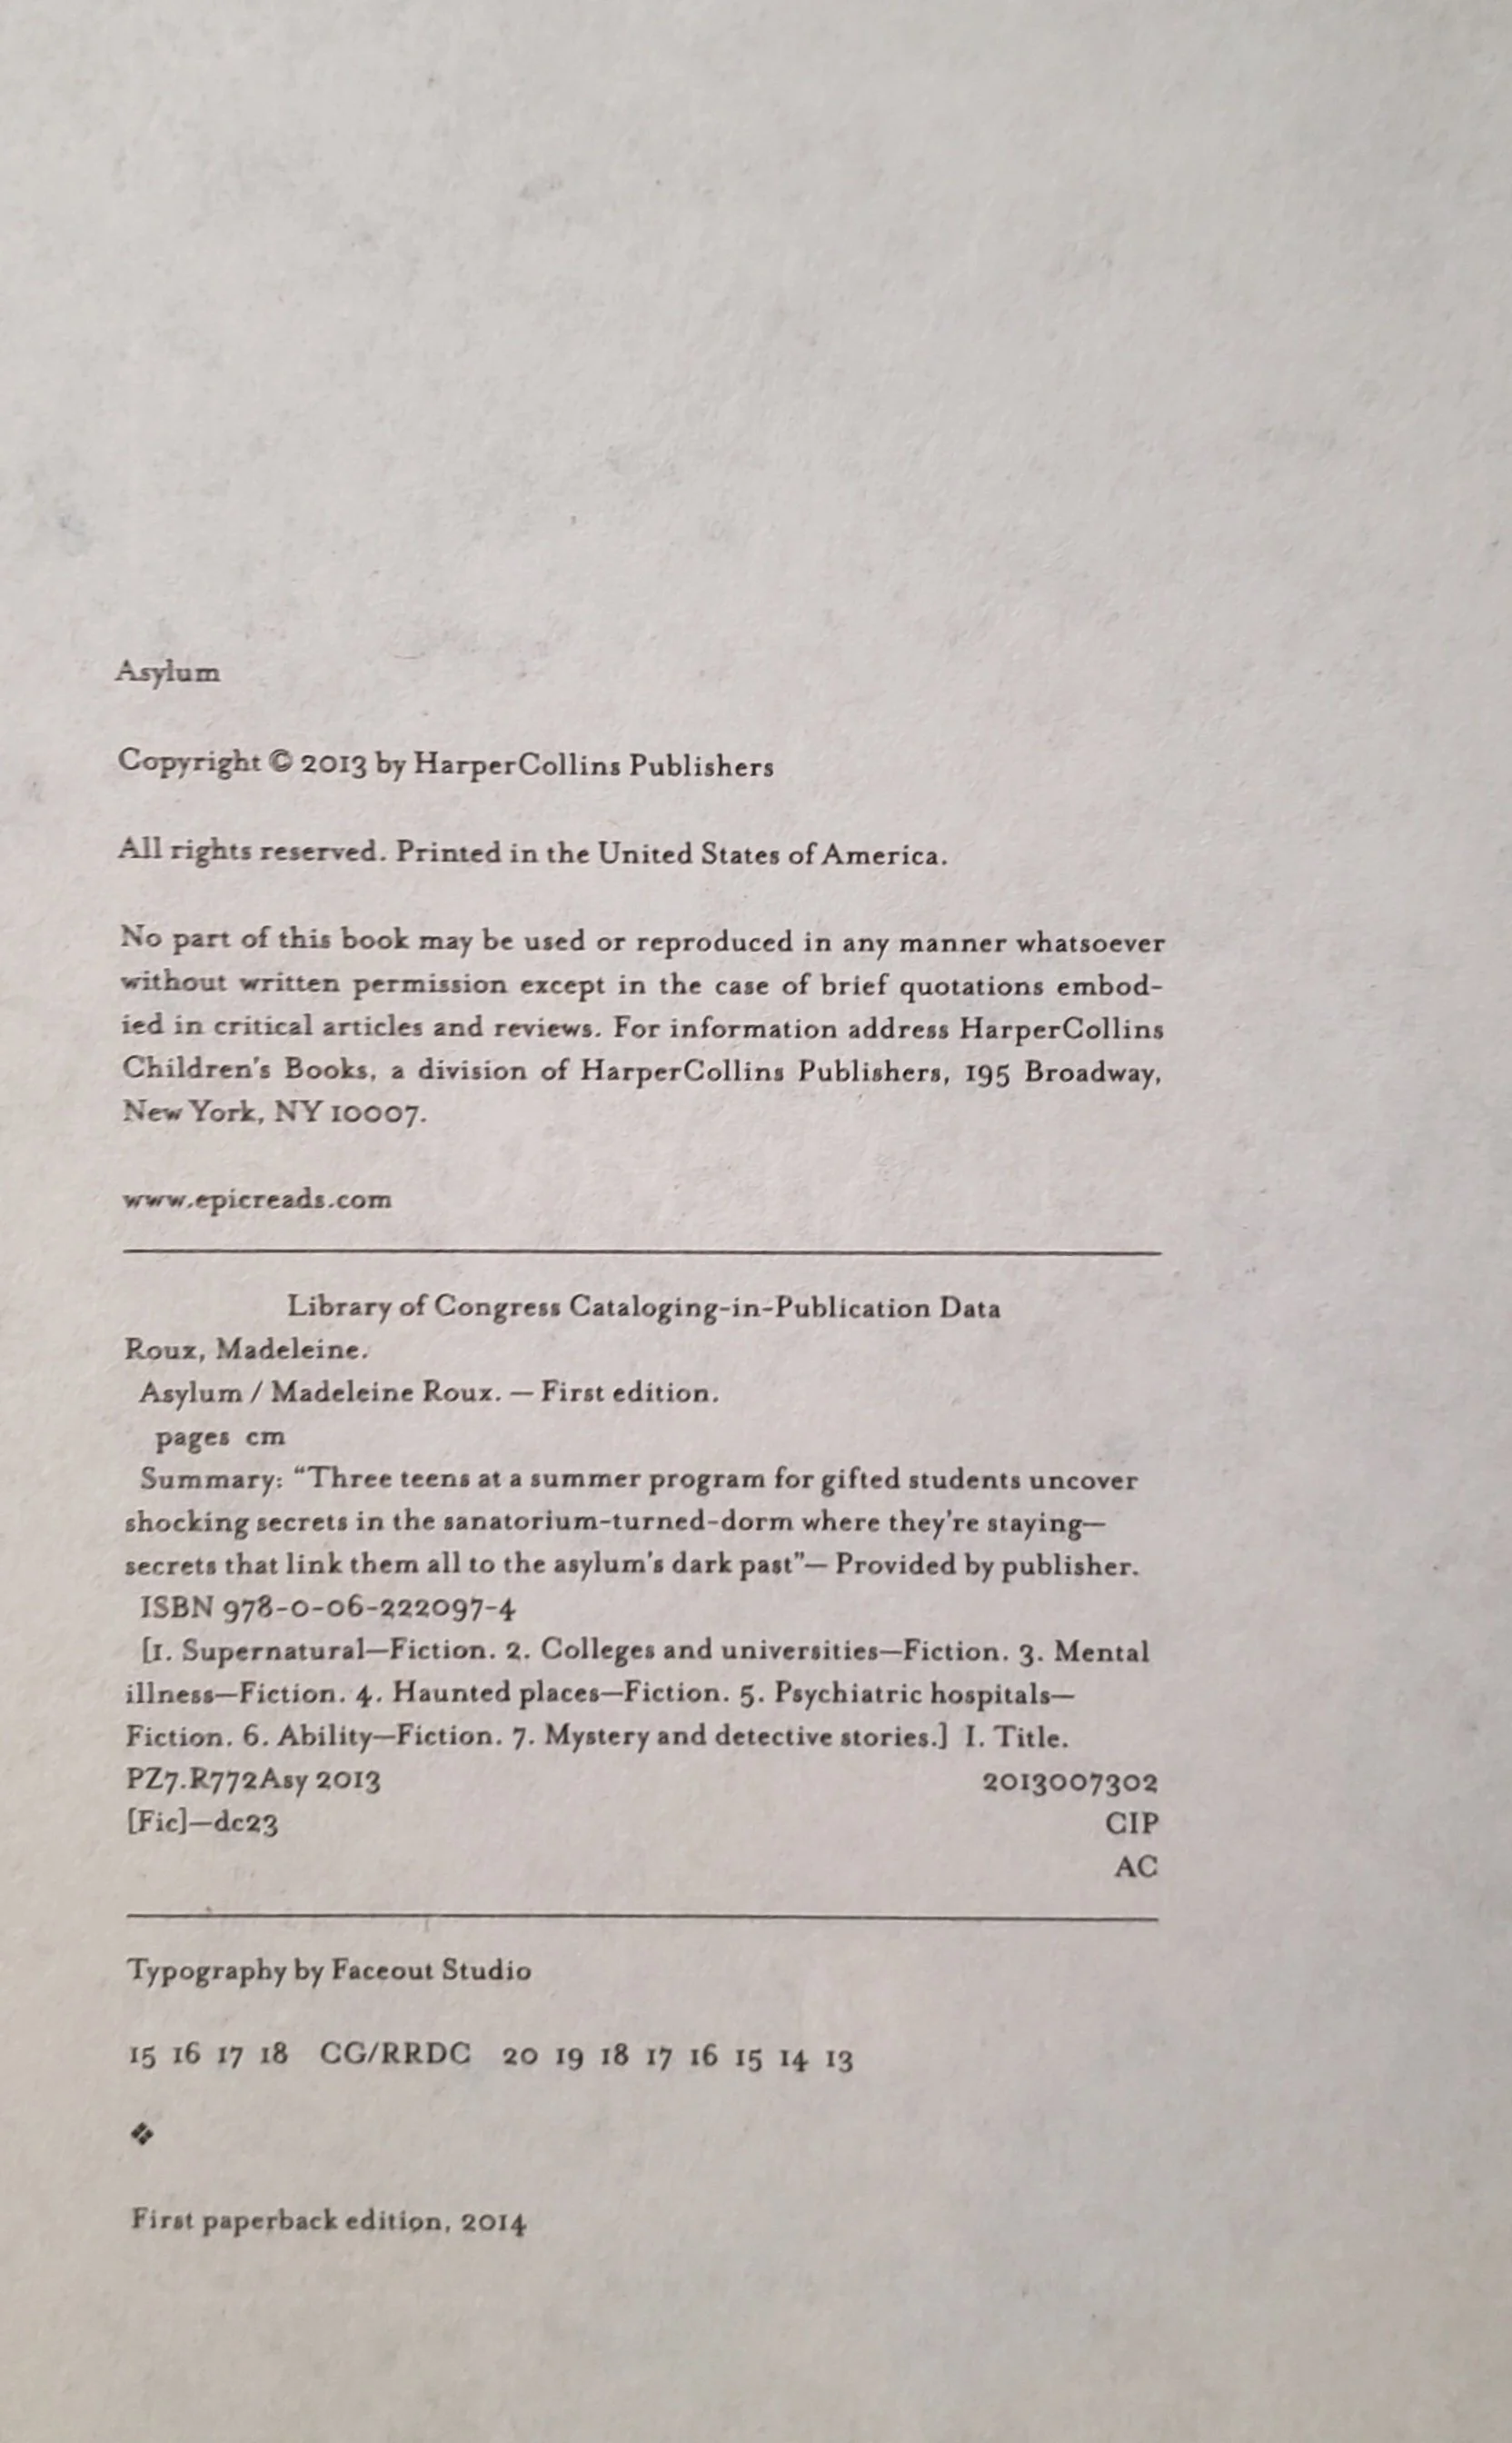 Asylum
Copyright © 2013 by HarperCollins Publishers
All rights reserved. Printed in the United States of America.
No part of this book may be used or reproduced in any manner whatsoever
without written permission except in the case of brief quotations embod-
ied in critical articles and reviews. For information address HarperCollins
Children's Books, a division of HarperCollins Publishers, 195 Broadway,
New York, NY 10007.
www.epicreads.com
Library of Congress Cataloging-in-Publication Data
Roux, Madeleine.
Asylum / Madeleine Roux. — First edition.
pages cm
Summary: “Three teens at a summer program for gifted students uncover
shocking secrets in the sanatorium-turned-dorm where they're staying—
secrets that link them all to the asylum's dark past”— Provided by publisher.
ISBN 978-0-06-222097-4
[1. Supernatural—Fiction. 2. Colleges and universities—Fiction. 3. Mental
illness—Fiction. 4. Haunted places—Fiction. 5. Psychiatric hospitals—
Fiction. 6. Ability—Fiction. 7. Mystery and detective stories.] I. Title.
PZ7.R772Asy 2013 2013007302
[Fic]—dc23 CIP
AC
Typography by Faceout Studio
15 16 17 18 CG/RRDC 20 19 18 17 16 15 14 13
❖
First paperback edition, 2014